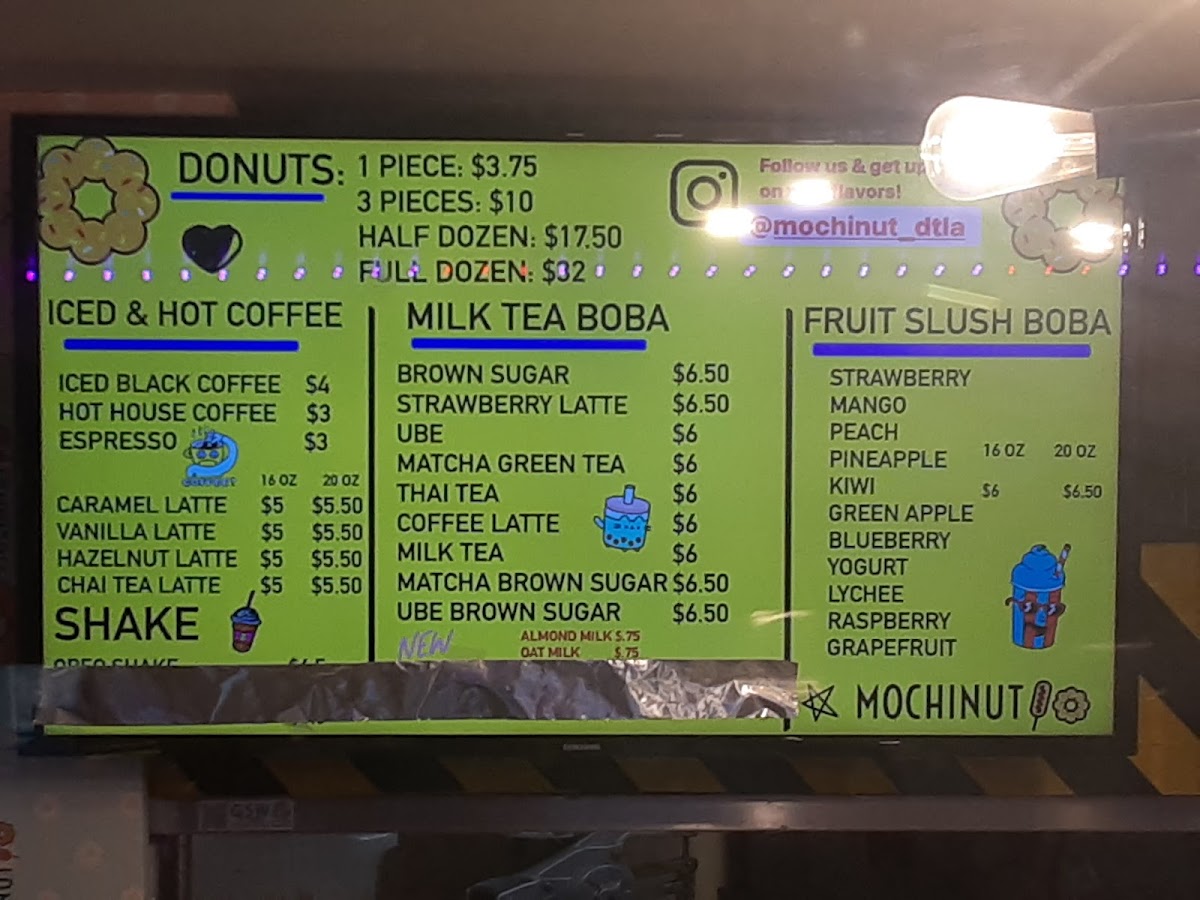 DONUTS: 1 PIECE: $3.75
3 PIECES: $10
HALF DOZEN: $17.50
FULL DOZEN: $32
Follow us & get
on flavors!
@mochinut_dtla
ICED & HOT COFFEE
ICED BLACK COFFEE $4
HOT HOUSE COFFEE $3
ESPRESSO $3
16 OZ 20 OZ
CARAMEL LATTE $5 $5.50
VANILLA LATTE $5 $5.50
HAZELNUT LATTE $5 $5.50
CHAI TEA LATTE $5 $5.50
SHAKE
OREO SHAKE
MILK TEA BOBA
BROWN SUGAR $6.50
STRAWBERRY LATTE $6.50
UBE $6
MATCHA GREEN TEA $6
THAI TEA $6
COFFEE LATTE $6
MILK TEA $6
MATCHA BROWN SUGAR $6.50
UBE BROWN SUGAR $6.50
NEW ALMOND MILK $.75
OAT MILK $.75
FRUIT SLUSH BOBA
STRAWBERRY
MANGO
PEACH
PINEAPPLE 16 OZ 20 OZ
KIWI $6 $6.50
GREEN APPLE
BLUEBERRY
YOGURT
LYCHEE
RASPBERRY
GRAPEFRUIT
MOCHINUT
SAMSUNG
GSW